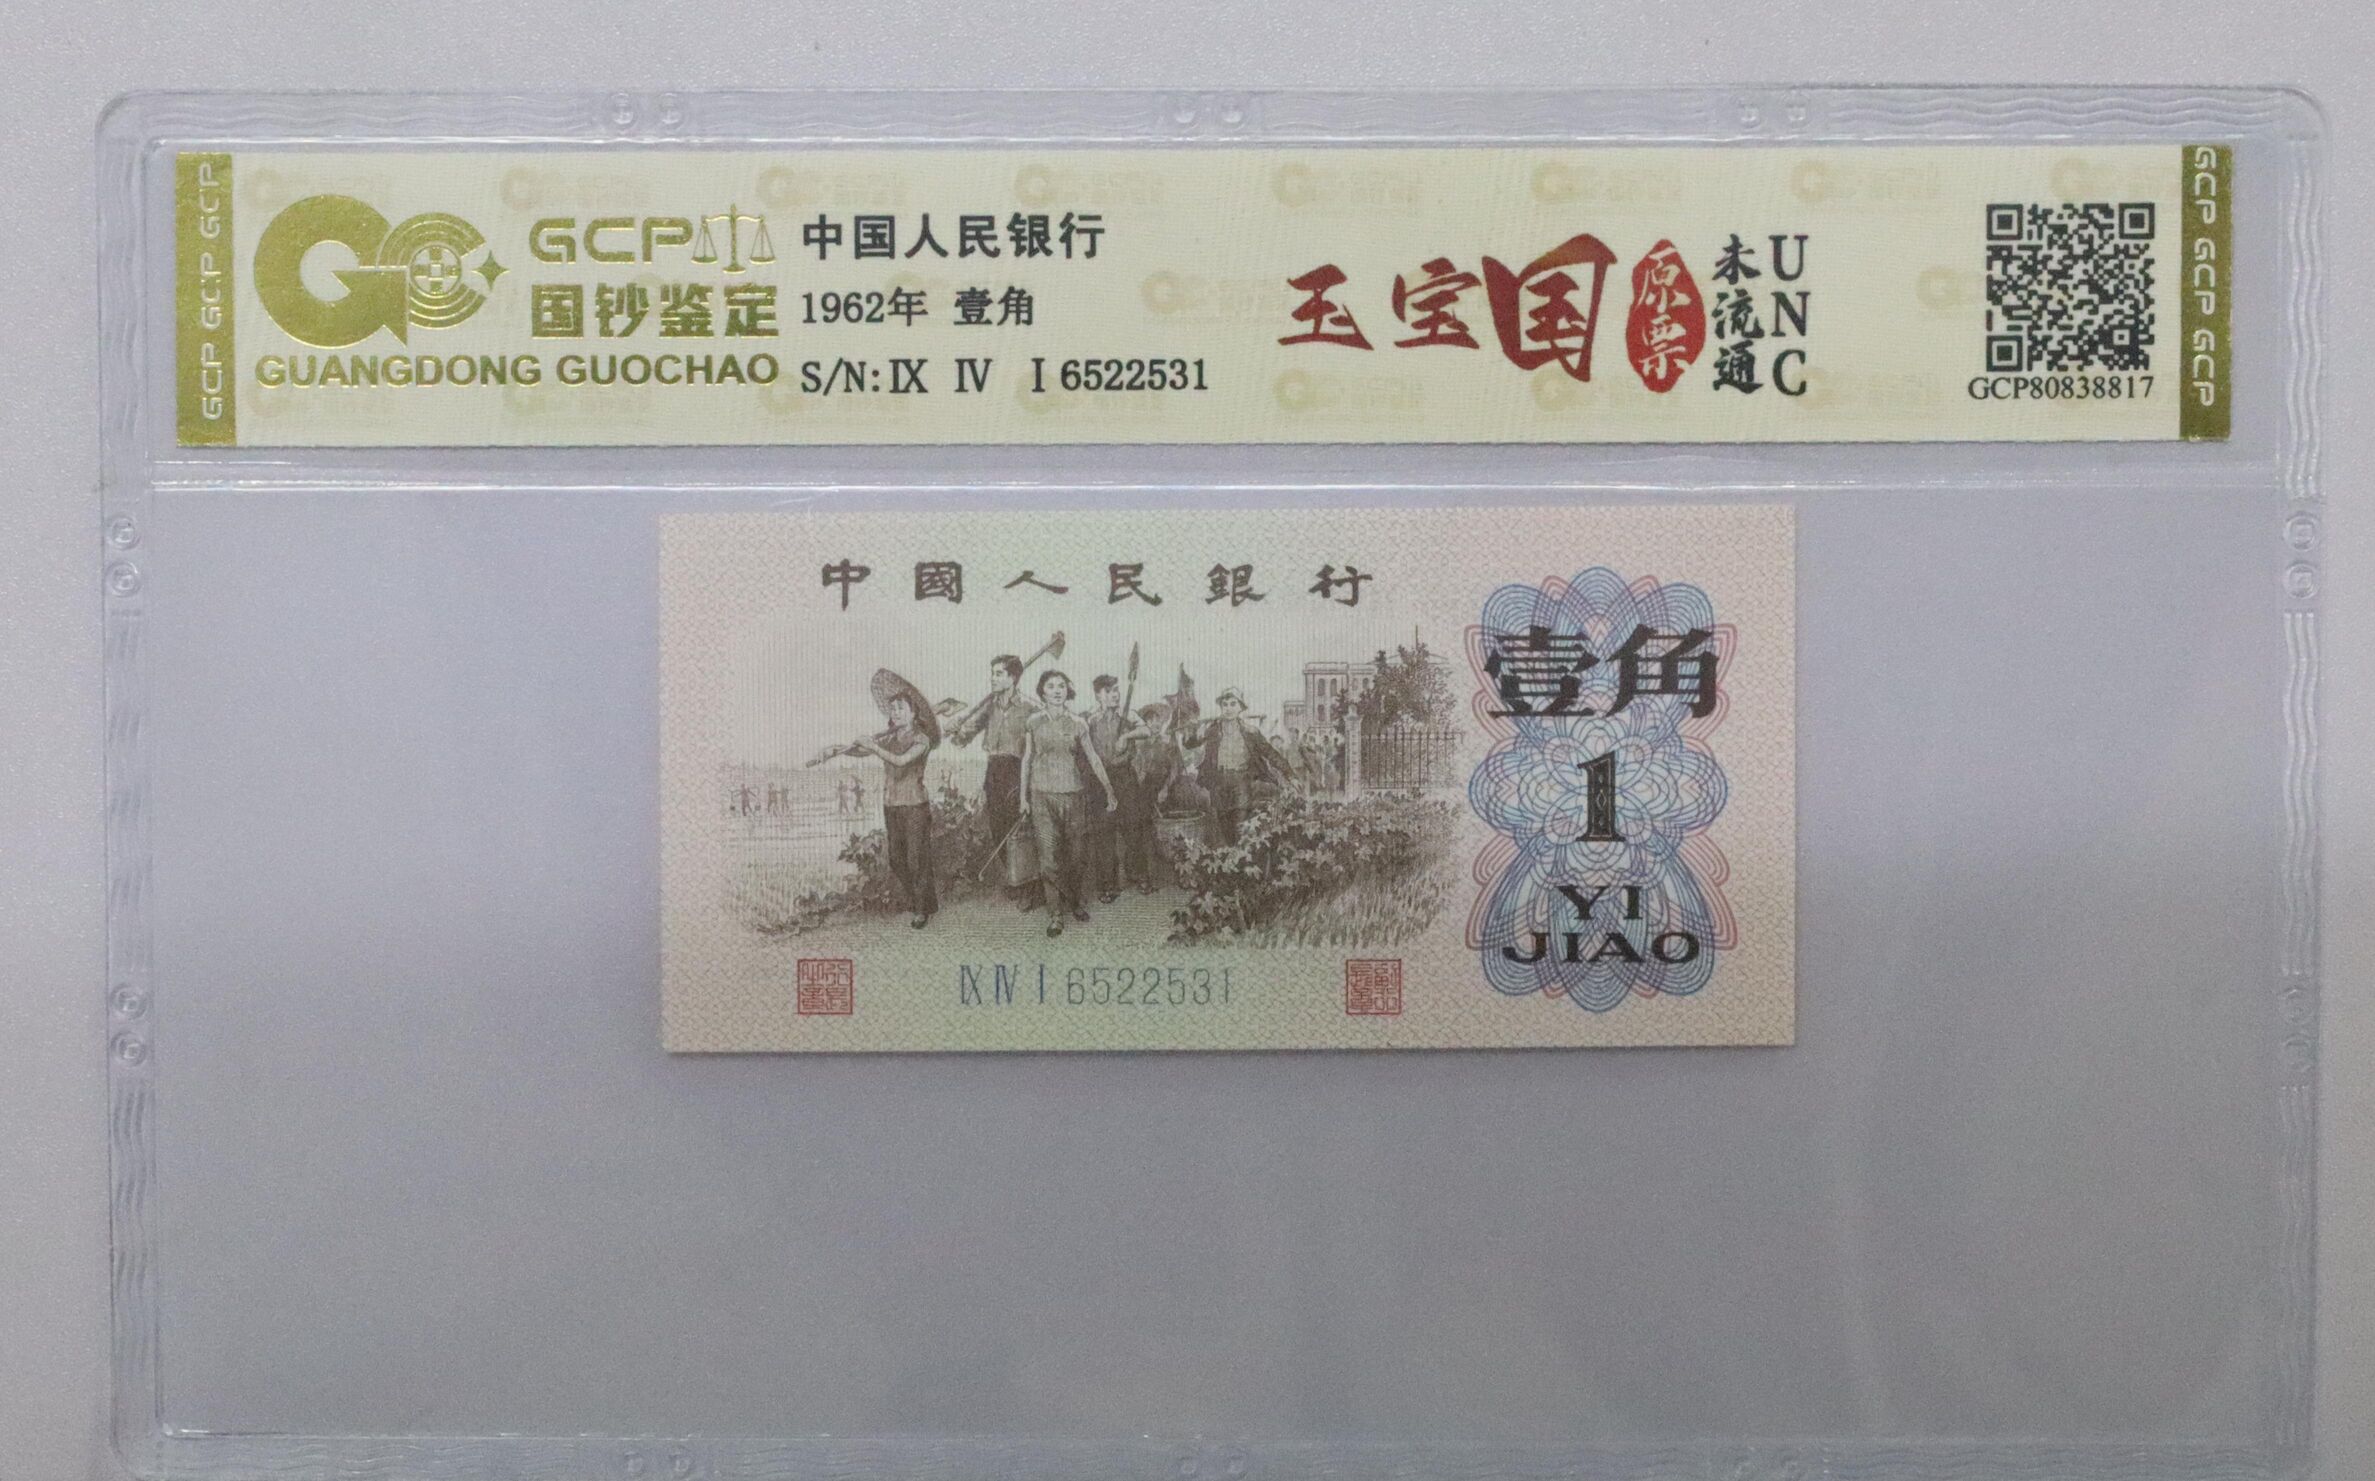 GCP GCP GCP
GCP
国钞鉴定
GUANGDONG GUOCHAO
中国人民银行
1962年 壹角
S/N: IX IV I 6522531
玉宝国
原票
未流通
UNC
GCP80838817
GCP GCP GCP
中國人民銀行
壹角
1
YI
JIAO
IX IV I 6522531